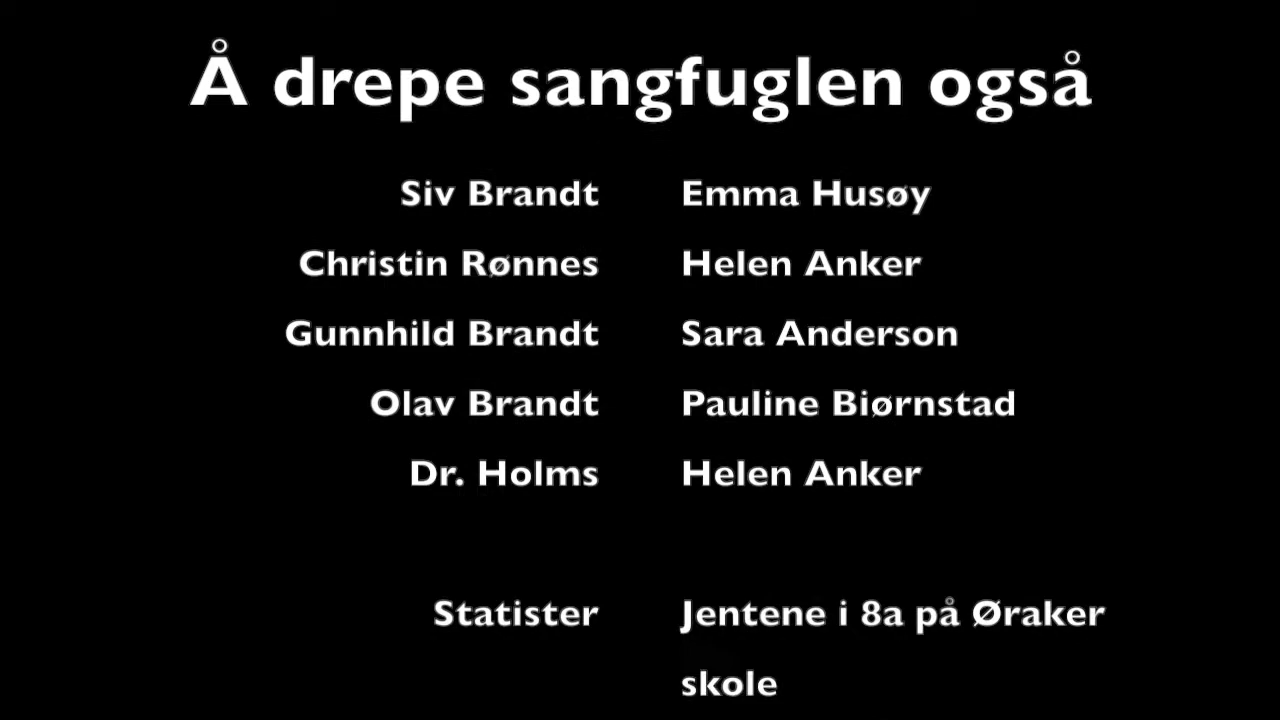 Å drepe sangfuglen også
Siv Brandt Emma Husøy
Christin Rønnes Helen Anker
Gunnhild Brandt Sara Anderson
Olav Brandt Pauline Biørnstad
Dr. Holms Helen Anker
Statister Jentene i 8a på Øraker
skole